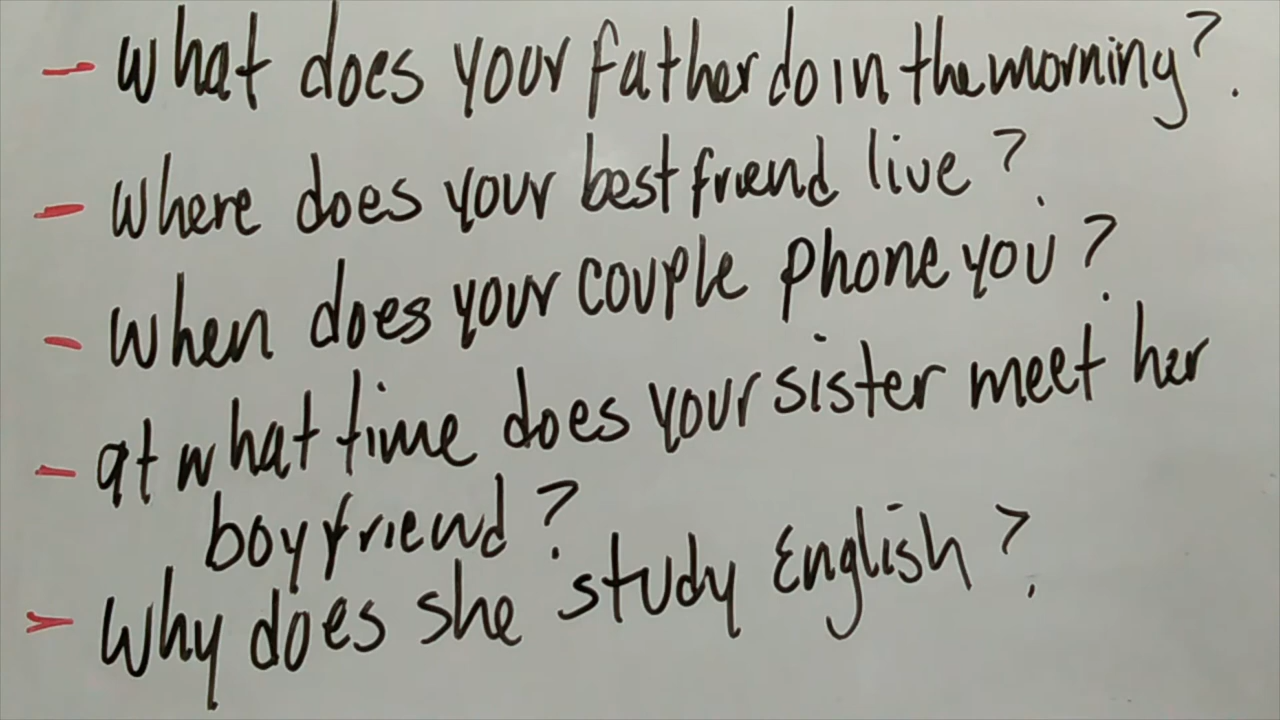 - What does your father do in the morning?
- Where does your best friend live?
- When does your couple phone you?
- at what time does your sister meet her
boyfriend?
- Why does she study English?